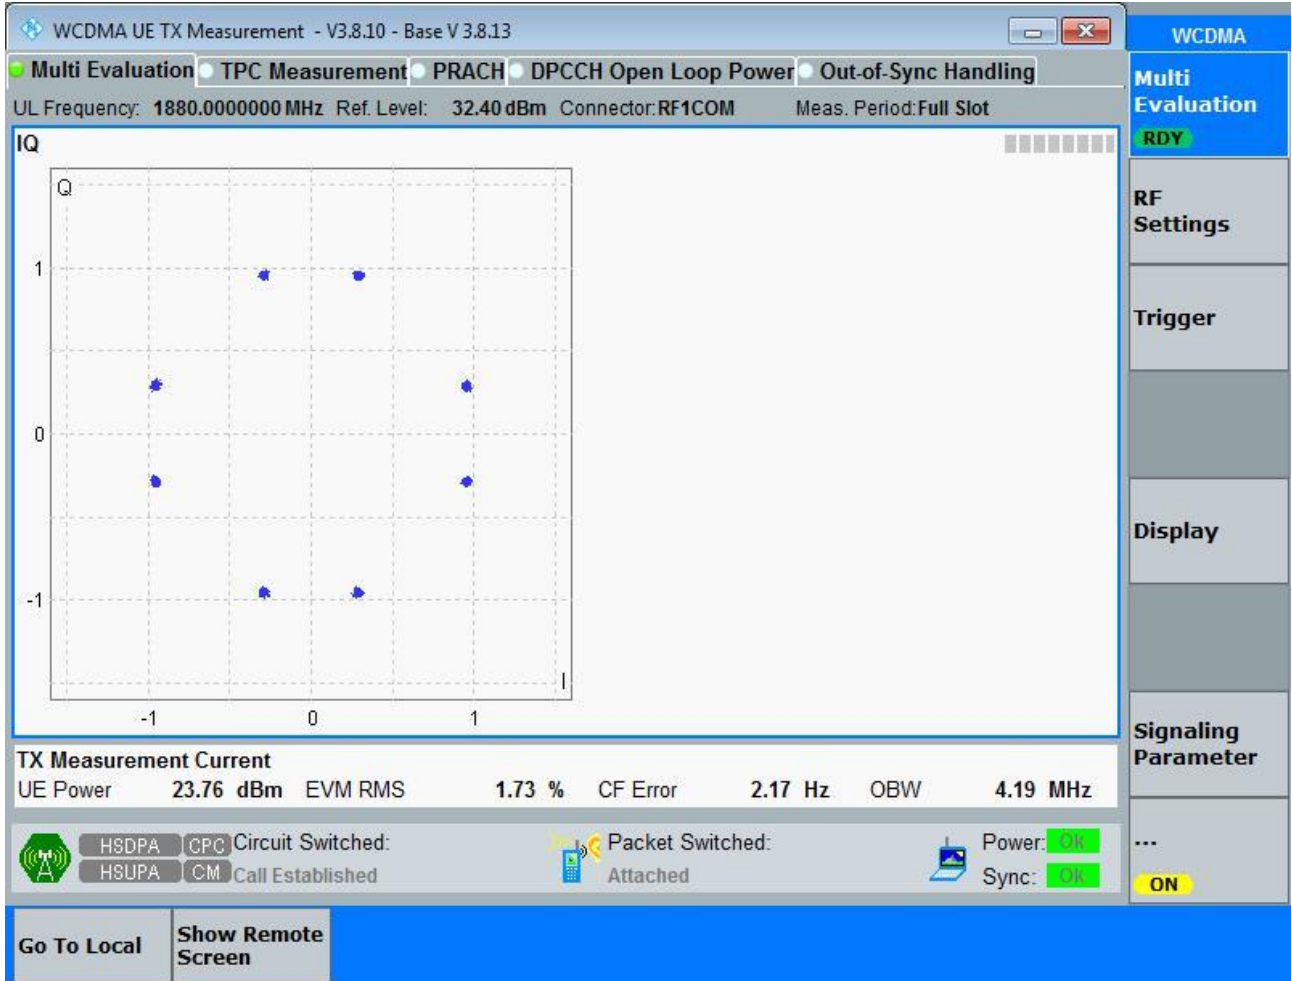 WCDMA UE TX Measurement - V3.8.10 - Base V 3.8.13
WCDMA
Multi Evaluation TPC Measurement PRACH DPCCH Open Loop Power Out-of-Sync Handling
UL Frequency: 1880.0000000 MHz Ref. Level: 32.40 dBm Connector: RF1COM Meas. Period: Full Slot
Multi
Evaluation
RDY
IQ
Q
1
0
-1
I
-1 0 1
RF
Settings
Trigger
Display
Signaling
Parameter
...
ON
TX Measurement Current
UE Power 23.76 dBm EVM RMS 1.73 % CF Error 2.17 Hz OBW 4.19 MHz
HSDPA CPC Circuit Switched: Packet Switched: Power: Ok
HSUPA CM Call Established Attached Sync: Ok
Go To Local
Show Remote
Screen